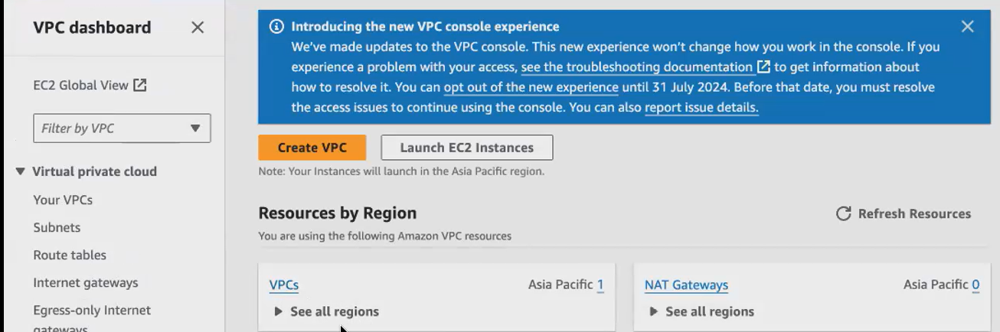 VPC dashboard
EC2 Global View
Filter by VPC
Virtual private cloud
Your VPCs
Subnets
Route tables
Internet gateways
Egress-only Internet
gateways
Introducing the new VPC console experience
We've made updates to the VPC console. This new experience won't change how you work in the console. If you
experience a problem with your access, see the troubleshooting documentation to get information about
how to resolve it. You can opt out of the new experience until 31 July 2024. Before that date, you must resolve
the access issues to continue using the console. You can also report issue details.
Create VPC
Launch EC2 Instances
Note: Your Instances will launch in the Asia Pacific region.
Resources by Region
Refresh Resources
You are using the following Amazon VPC resources
VPCs
Asia Pacific 1
See all regions
NAT Gateways
Asia Pacific 0
See all regions